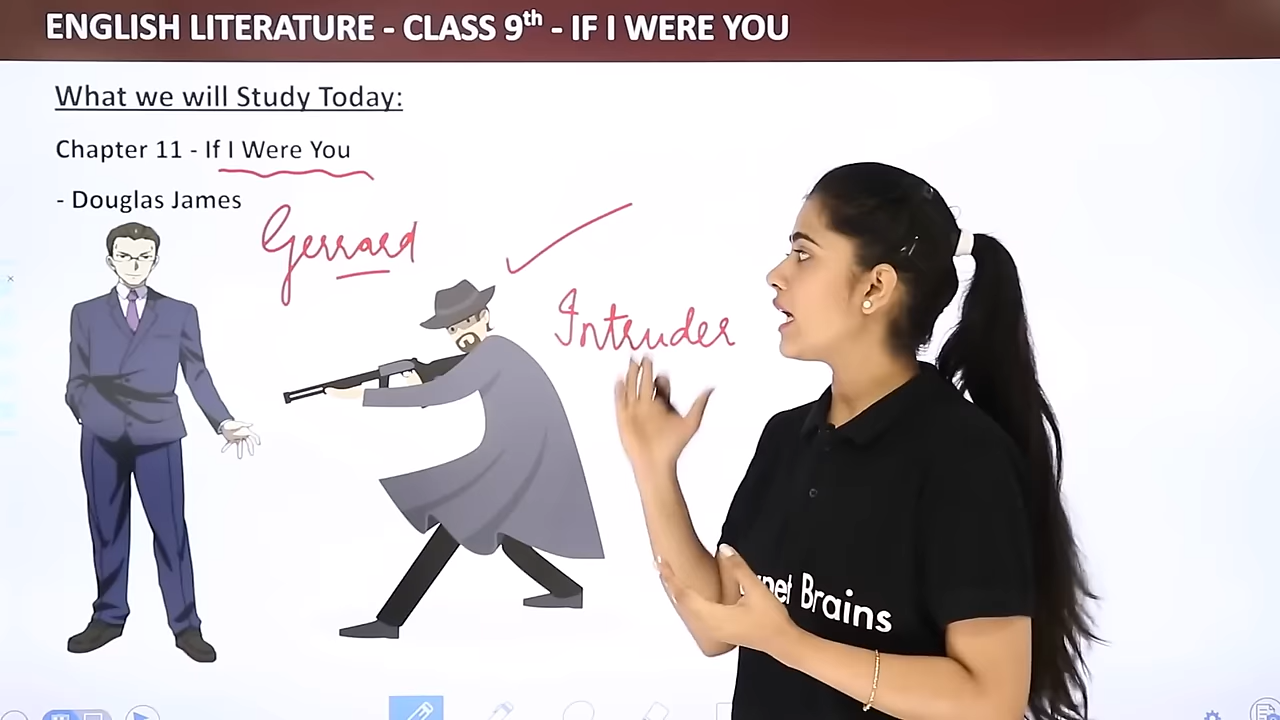 ENGLISH LITERATURE - CLASS 9th - IF I WERE YOU
What we will Study Today:
Chapter 11 - If I Were You
- Douglas James
Gerrard
Intruder
Brains